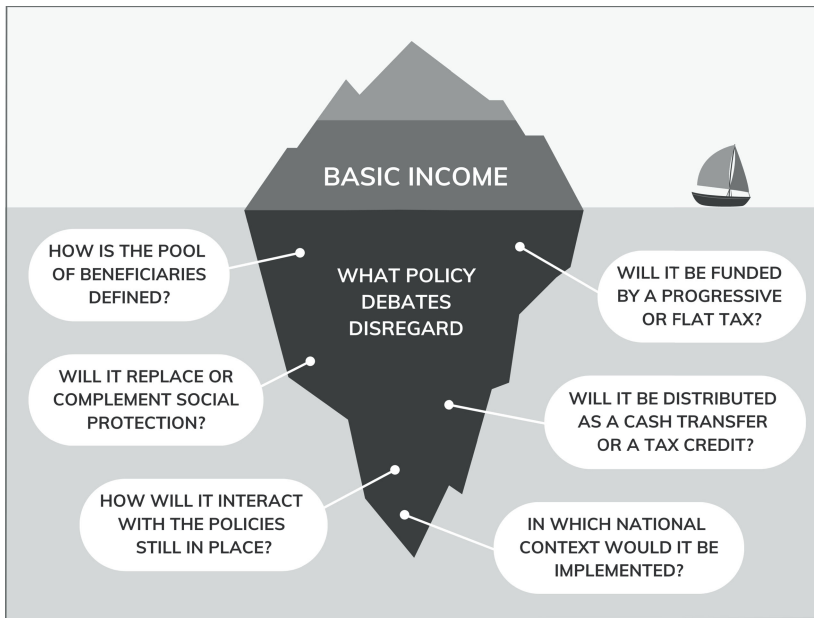 BASIC INCOME
WHAT POLICY
DEBATES
DISREGARD
HOW IS THE POOL
OF BENEFICIARIES
DEFINED?
WILL IT BE FUNDED
BY A PROGRESSIVE
OR FLAT TAX?
WILL IT REPLACE OR
COMPLEMENT SOCIAL
PROTECTION?
WILL IT BE DISTRIBUTED
AS A CASH TRANSFER
OR A TAX CREDIT?
HOW WILL IT INTERACT
WITH THE POLICIES
STILL IN PLACE?
IN WHICH NATIONAL
CONTEXT WOULD IT BE
IMPLEMENTED?